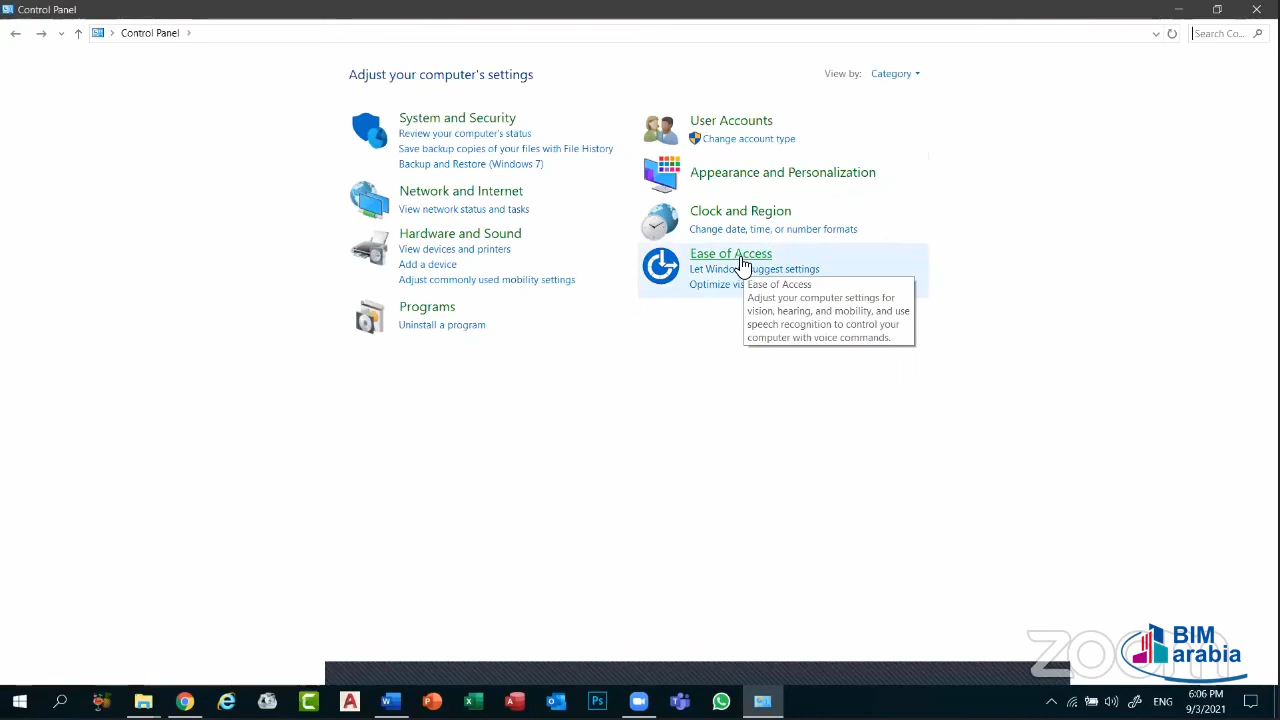 Control Panel
Control Panel
Search Co...
Adjust your computer's settings
View by: Category
System and Security
Review your computer's status
Save backup copies of your files with File History
Backup and Restore (Windows 7)
Network and Internet
View network status and tasks
Hardware and Sound
View devices and printers
Add a device
Adjust commonly used mobility settings
Programs
Uninstall a program
User Accounts
Change account type
Appearance and Personalization
Clock and Region
Change date, time, or number formats
Ease of Access
Let Windows suggest settings
Optimize vis
Ease of Access
Adjust your computer settings for
vision, hearing, and mobility, and use
speech recognition to control your
computer with voice commands.
zoom
BIM
arabia
ENG
6:06 PM
9/3/2021